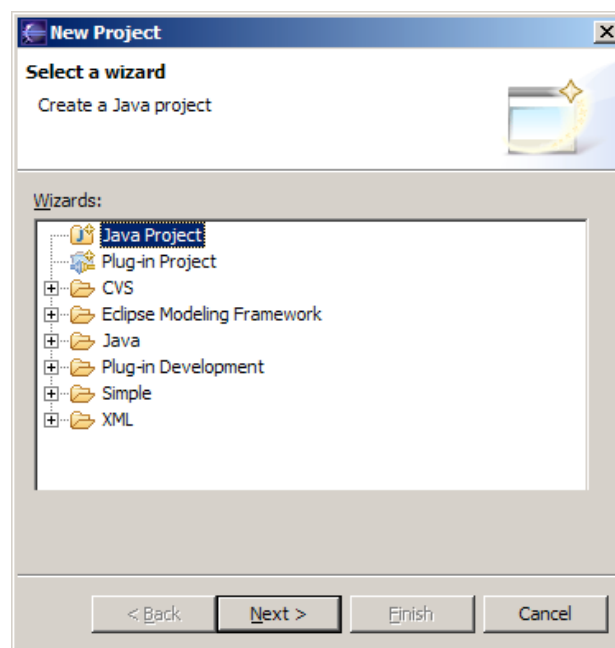 New Project
Select a wizard
Create a Java project
Wizards:
Java Project
Plug-in Project
CVS
Eclipse Modeling Framework
Java
Plug-in Development
Simple
XML
< Back Next > Finish Cancel